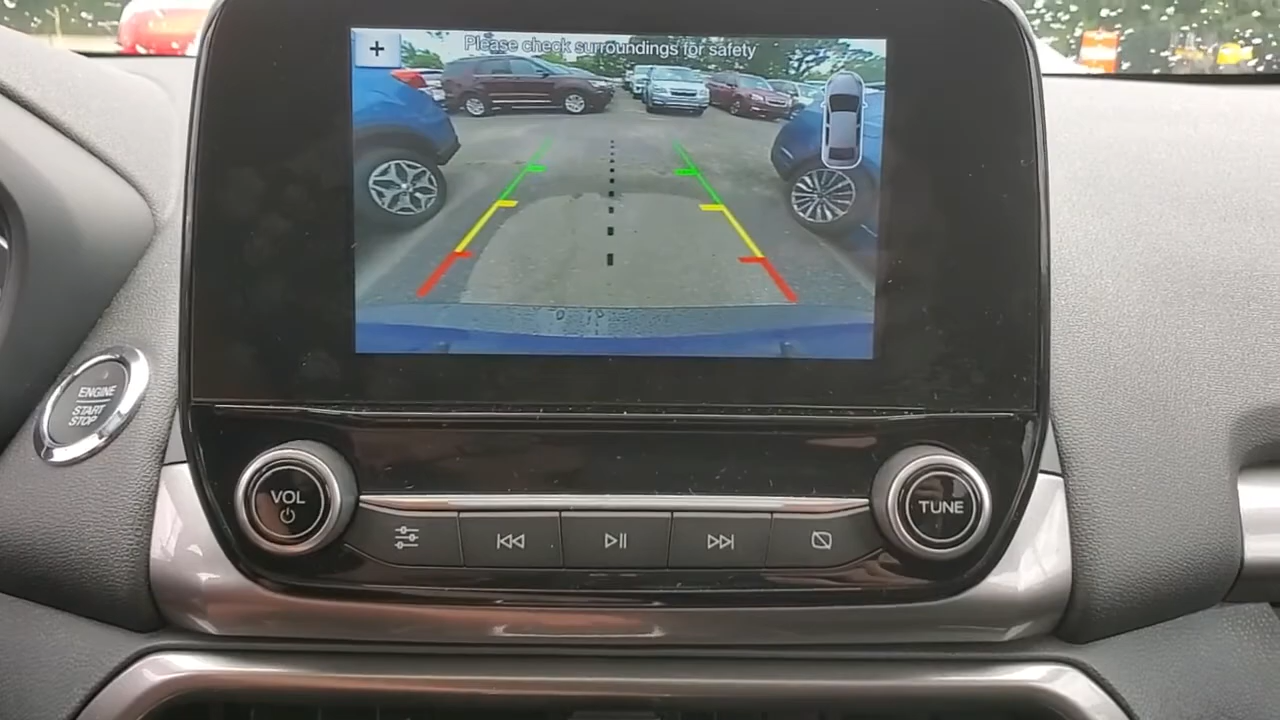 +
Please check surroundings for safety
ENGINE
START
STOP
VOL
TUNE